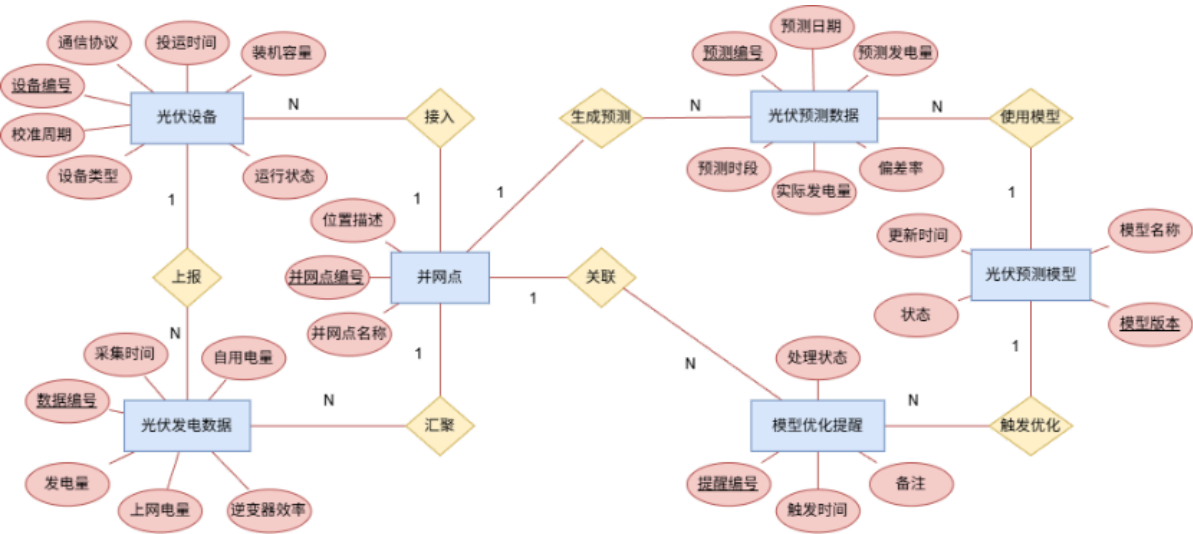 通信协议
投运时间
装机容量
设备编号
光伏设备
校准周期
设备类型
运行状态
N
接入
1
1
上报
N
位置描述
并网点编号
并网点
并网点名称
1
采集时间
自用电量
数据编号
光伏发电数据
N
汇聚
发电量
上网电量
逆变器效率
生成预测
1
N
预测编号
预测日期
预测发电量
光伏预测数据
预测时段
实际发电量
偏差率
N
使用模型
1
关联
1
N
更新时间
模型名称
光伏预测模型
状态
模型版本
1
处理状态
模型优化提醒
N
触发优化
提醒编号
触发时间
备注